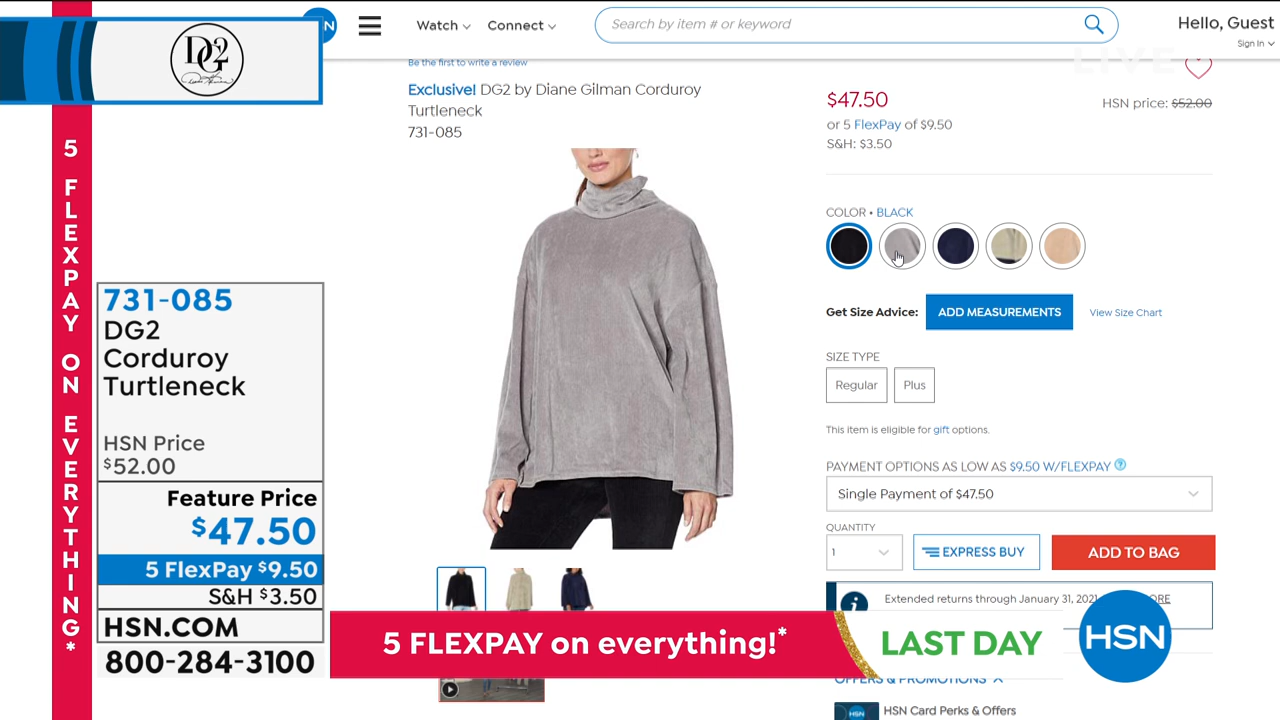 DG2
N
Watch
Connect
Search by item # or keyword
Hello, Guest
Sign In
LIVE
Be the first to write a review
Exclusive! DG2 by Diane Gilman Corduroy
Turtleneck
731-085
$47.50
HSN price: $52.00
or 5 FlexPay of $9.50
S&H: $3.50
COLOR • BLACK
Get Size Advice:
ADD MEASUREMENTS
View Size Chart
SIZE TYPE
Regular
Plus
This item is eligible for gift options.
PAYMENT OPTIONS AS LOW AS $9.50 W/FLEXPAY ?
Single Payment of $47.50
QUANTITY
1
EXPRESS BUY
ADD TO BAG
i
Extended returns through January 31, 2021
ORE
OFFERS & PROMOTIONS
HSN
HSN Card Perks & Offers
5 FLEXPAY ON EVERYTHING*
731-085
DG2
Corduroy
Turtleneck
HSN Price
$52.00
Feature Price
$47.50
5 FlexPay $9.50
S&H $3.50
HSN.COM
800-284-3100
5 FLEXPAY on everything!*
LAST DAY
HSN